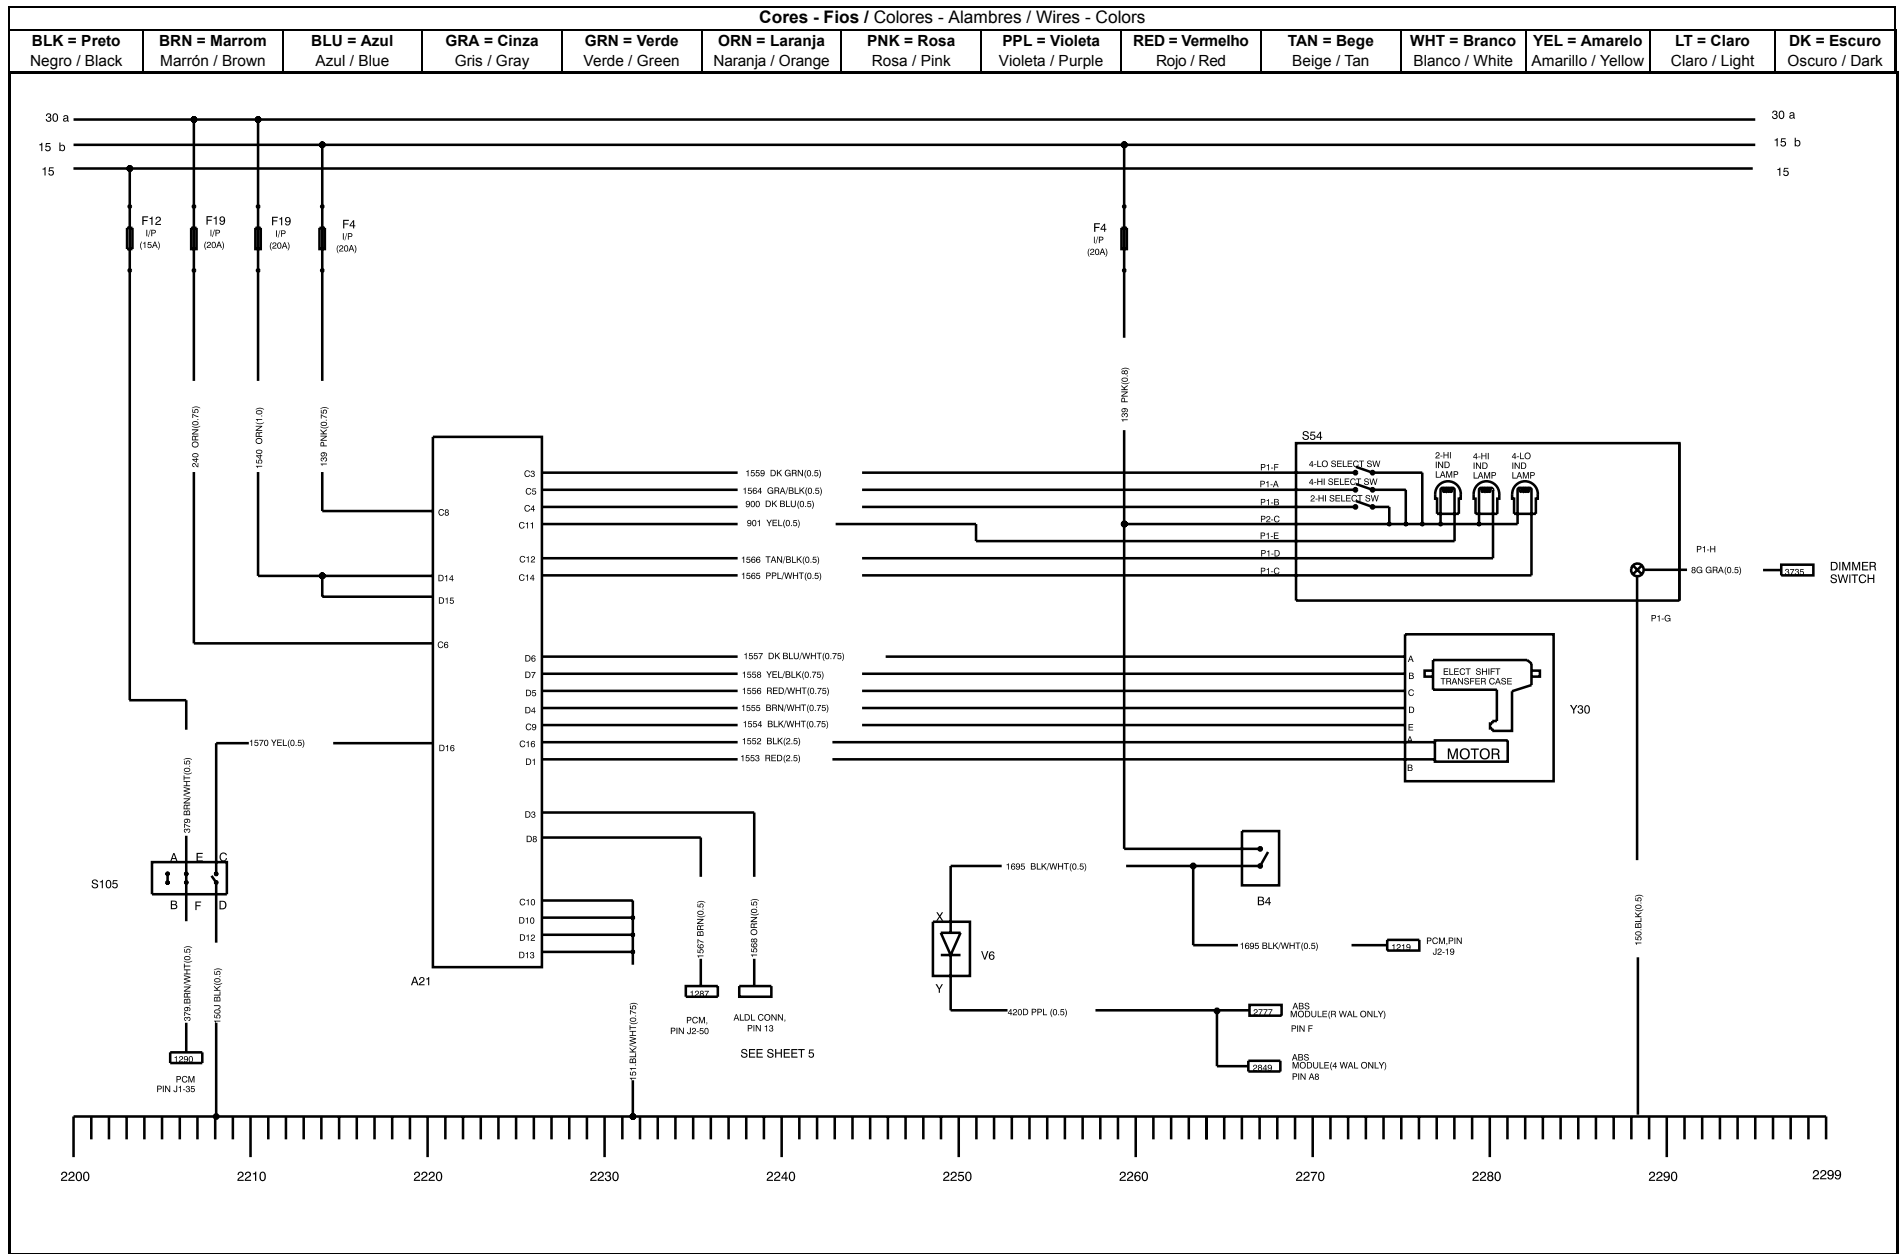 Cores - Fios / Colores - Alambres / Wires - Colors
BLK = Preto
Negro / Black
BRN = Marrom
Marrón / Brown
BLU = Azul
Azul / Blue
GRA = Cinza
Gris / Gray
GRN = Verde
Verde / Green
ORN = Laranja
Naranja / Orange
PNK = Rosa
Rosa / Pink
PPL = Violeta
Violeta / Purple
RED = Vermelho
Rojo / Red
TAN = Bege
Beige / Tan
WHT = Branco
Blanco / White
YEL = Amarelo
Amarillo / Yellow
LT = Claro
Claro / Light
DK = Escuro
Oscuro / Dark
30 a
30 a
15 b
15 b
15
15
F12
I/P
(15A)
F19
I/P
(20A)
F19
I/P
(20A)
F4
I/P
(20A)
F4
I/P
(20A)
240 ORN(0.75)
1540 ORN(1.0)
139 PNK(0.75)
139 PNK(0.8)
C8
D14
D15
C6
D16
C3
C5
C4
C11
C12
C14
D6
D7
D5
D4
C9
C16
D1
D3
D8
C10
D10
D12
D13
A21
1559 DK GRN(0.5)
1564 GRA/BLK(0.5)
900 DK BLU(0.5)
901 YEL(0.5)
1566 TAN/BLK(0.5)
1565 PPL/WHT(0.5)
P1-F
P1-A
P1-B
P2-C
P1-E
P1-D
P1-C
S54
4-LO SELECT SW
4-HI SELECT SW
2-HI SELECT SW
2-HI
IND
LAMP
4-HI
IND
LAMP
4-LO
IND
LAMP
P1-H
8G GRA(0.5)
3735
DIMMER
SWITCH
P1-G
1557 DK BLU/WHT(0.75)
1558 YEL/BLK(0.75)
1556 RED/WHT(0.75)
1555 BRN/WHT(0.75)
1554 BLK/WHT(0.75)
1552 BLK(2.5)
1553 RED(2.5)
A
B
C
D
E
A
B
ELECT SHIFT
TRANSFER CASE
MOTOR
Y30
1570 YEL(0.5)
379 BRN/WHT(0.5)
A E C
S105
B F D
379.BRN/WHT(0.5)
150J BLK(0.5)
1290
PCM
PIN J1-35
151.BLK/WHT(0.75)
1567 BRN(0.5)
1568 ORN(0.5)
1287
PCM,
PIN J2-50
ALDL CONN,
PIN 13
SEE SHEET 5
1695 BLK/WHT(0.5)
B4
X
V6
Y
1695 BLK/WHT(0.5)
1219
PCM,PIN
J2-19
420D PPL (0.5)
2777
ABS
MODULE(R WAL ONLY)
PIN F
2849
ABS
MODULE(4 WAL ONLY)
PIN A8
150.BLK(0.5)
2200
2210
2220
2230
2240
2250
2260
2270
2280
2290
2299